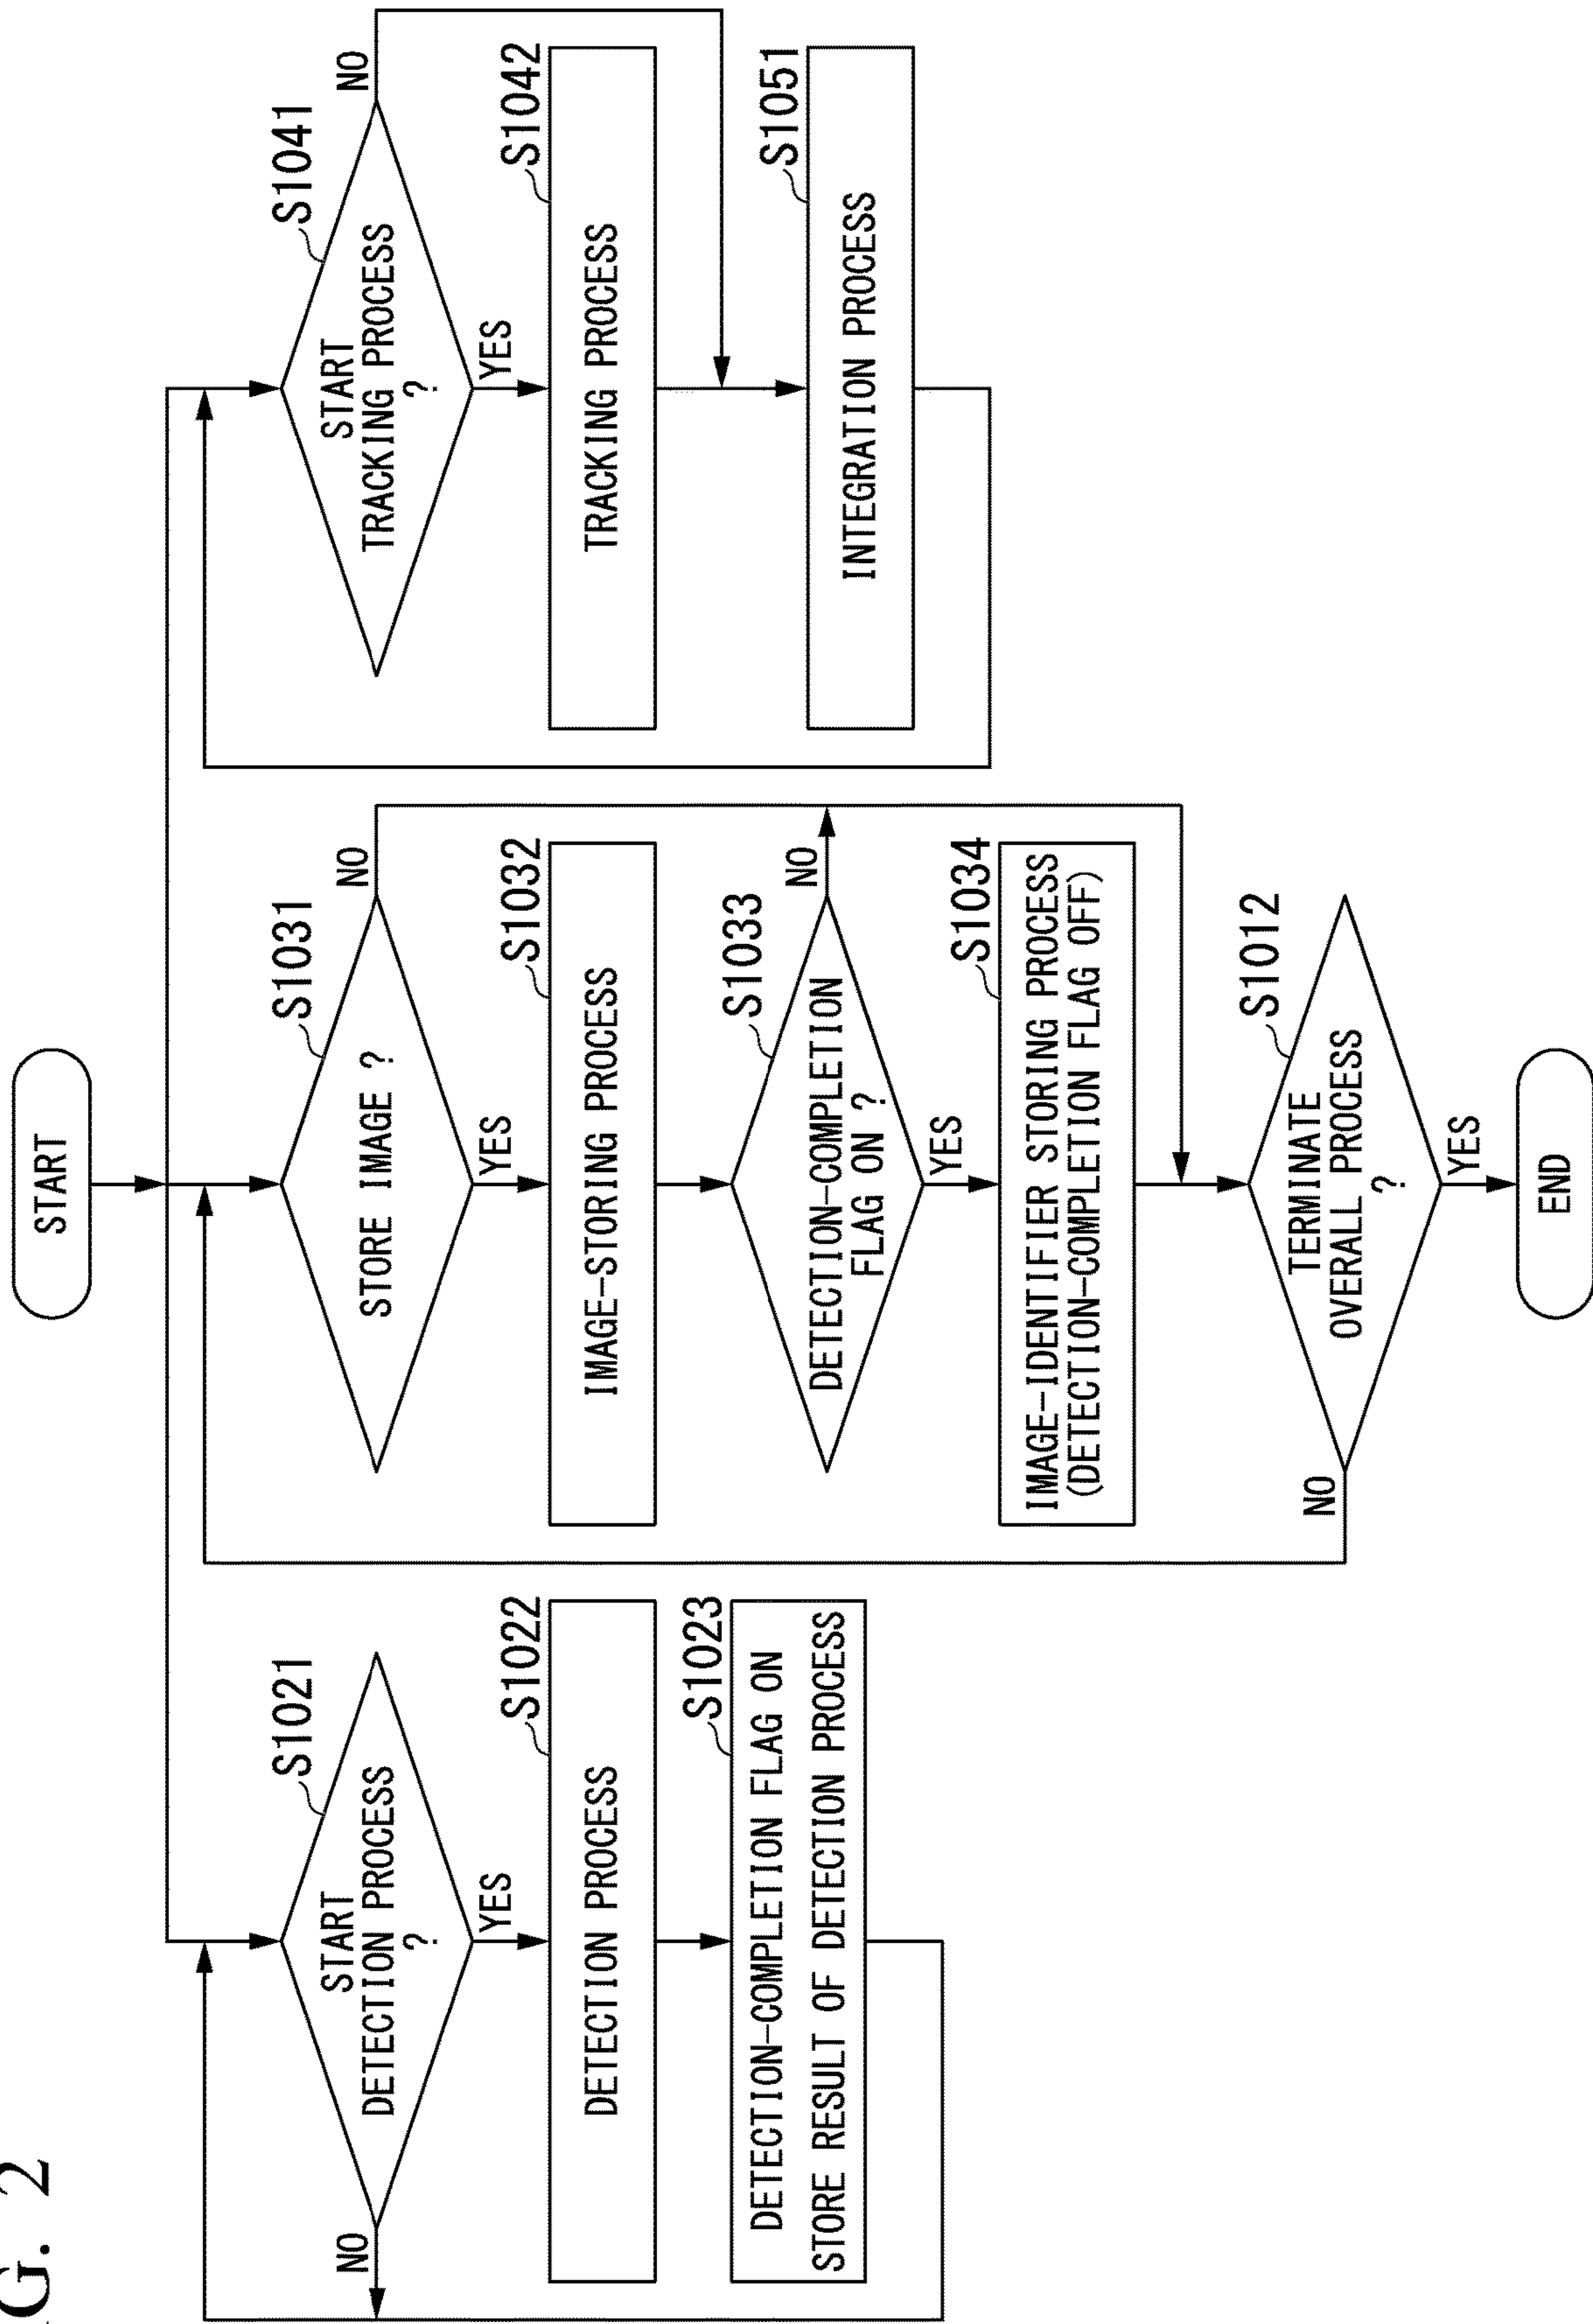 G. 2
START
S1021
START
DETECTION PROCESS
?
NO
YES
S1022
DETECTION PROCESS
S1023
DETECTION-COMPLETION FLAG ON
STORE RESULT OF DETECTION PROCESS
S1031
STORE IMAGE ?
NO
YES
S1032
IMAGE-STORING PROCESS
S1033
DETECTION-COMPLETION
FLAG ON ?
NO
YES
S1034
IMAGE-IDENTIFIER STORING PROCESS
(DETECTION-COMPLETION FLAG OFF)
S1012
TERMINATE
OVERALL PROCESS
?
NO
YES
END
S1041
START
TRACKING PROCESS
?
NO
YES
S1042
TRACKING PROCESS
S1051
INTEGRATION PROCESS